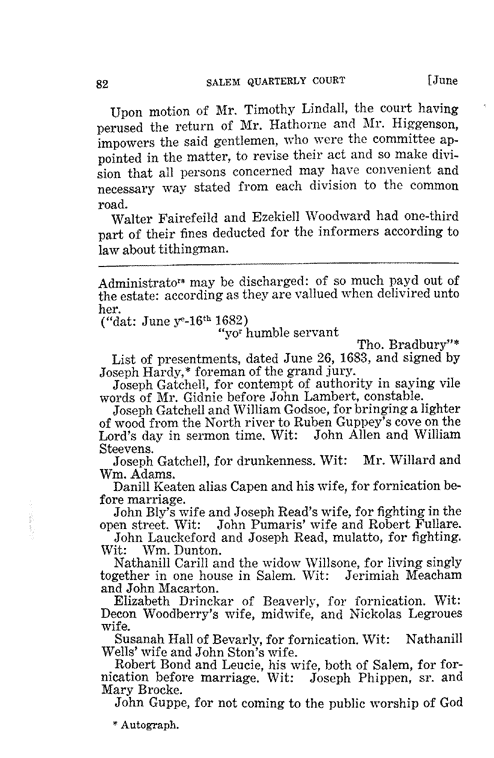 82 SALEM QUARTERLY COURT [June
Upon motion of Mr. Timothy Lindall, the court having
perused the return of Mr. Hathorne and Mr. Higgenson,
impowers the said gentlemen, who were the committee ap-
pointed in the matter, to revise their act and so make divi-
sion that all persons concerned may have convenient and
necessary way stated from each division to the common
road.
Walter Fairefeild and Ezekiell Woodward had one-third
part of their fines deducted for the informers according to
law about tithingman.
Administratoʳˢ may be discharged: of so much payd out of
the estate: according as they are vallued when delivired unto
her.
("dat: June yᵉ-16ᵗʰ 1682)
"yoʳ humble servant
Tho. Bradbury"*
List of presentments, dated June 26, 1683, and signed by
Joseph Hardy,* foreman of the grand jury.
Joseph Gatchell, for contempt of authority in saying vile
words of Mr. Gidnie before John Lambert, constable.
Joseph Gatchell and William Godsoe, for bringing a lighter
of wood from the North river to Ruben Guppey's cove on the
Lord's day in sermon time. Wit: John Allen and William
Steevens.
Joseph Gatchell, for drunkenness. Wit: Mr. Willard and
Wm. Adams.
Danill Keaten alias Capen and his wife, for fornication be-
fore marriage.
John Bly's wife and Joseph Read's wife, for fighting in the
open street. Wit: John Pumaris' wife and Robert Fullare.
John Lauckeford and Joseph Read, mulatto, for fighting.
Wit: Wm. Dunton.
Nathanill Carill and the widow Willsone, for living singly
together in one house in Salem. Wit: Jerimiah Meacham
and John Macarton.
Elizabeth Drinckar of Beaverly, for fornication. Wit:
Decon Woodberry's wife, midwife, and Nickolas Legroues
wife.
Susanah Hall of Bevarly, for fornication. Wit: Nathanill
Wells' wife and John Ston's wife.
Robert Bond and Leucie, his wife, both of Salem, for for-
nication before marriage. Wit: Joseph Phippen, sr. and
Mary Brocke.
John Guppe, for not coming to the public worship of God
* Autograph.